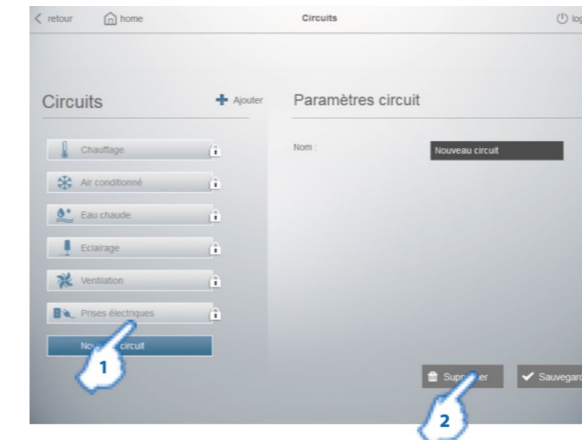 retour
home
Circuits
Circuits
Ajouter
Paramètres circuit
Chauffage
Nom :
Nouveau circuit
Air conditionné
Eau chaude
Eclairage
Ventilation
Prises électriques
circuit
1
2